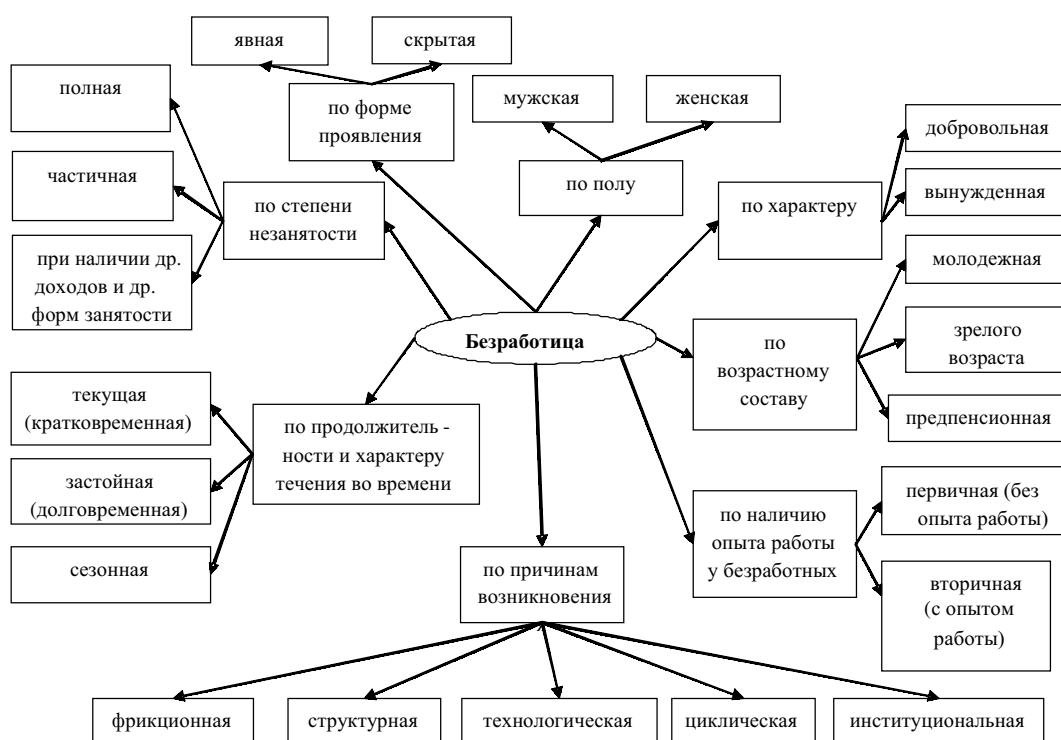 явная
скрытая
полная
по форме
проявления
мужская
женская
добровольная
частичная
по степени
незанятости
по полу
по характеру
вынужденная
при наличии др.
доходов и др.
форм занятости
молодежная
Безработица
по
возрастному
составу
зрелого
возраста
предпенсионная
текущая
(кратковременная)
по продолжитель -
ности и характеру
течения во времени
застойная
(долговременная)
сезонная
по наличию
опыта работы
у безработных
первичная (без
опыта работы)
вторичная
(с опытом
работы)
по причинам
возникновения
фрикционная
структурная
технологическая
циклическая
институциональная